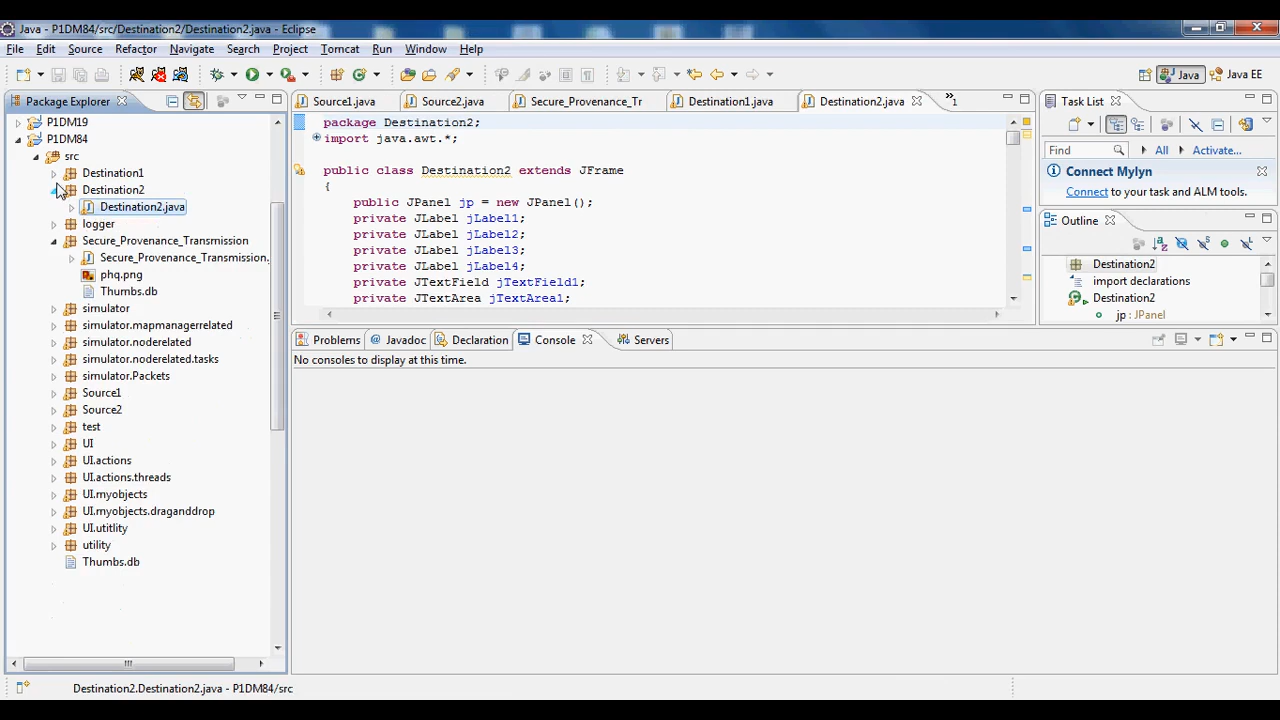 Java - P1DM84/src/Destination2/Destination2.java - Eclipse
File Edit Source Refactor Navigate Search Project Tomcat Run Window Help
Java Java EE
Package Explorer
P1DM19
P1DM84
src
Destination1
Destination2
Destination2.java
logger
Secure_Provenance_Transmission
Secure_Provenance_Transmission.
phq.png
Thumbs.db
simulator
simulator.mapmanagerrelated
simulator.noderelated
simulator.noderelated.tasks
simulator.Packets
Source1
Source2
test
UI
UI.actions
UI.actions.threads
UI.myobjects
UI.myobjects.draganddrop
UI.utitlity
utility
Thumbs.db
Source1.java Source2.java Secure_Provenance_Tr Destination1.java Destination2.java »1
package Destination2;
import java.awt.*;
public class Destination2 extends JFrame
{
public JPanel jp = new JPanel();
private JLabel jLabel1;
private JLabel jLabel2;
private JLabel jLabel3;
private JLabel jLabel4;
private JTextField jTextField1;
private JTextArea jTextArea1;
Problems @ Javadoc Declaration Console Servers
No consoles to display at this time.
Task List
Find All Activate...
Connect Mylyn
Connect to your task and ALM tools.
Outline
Destination2
import declarations
Destination2
jp : JPanel
Destination2.Destination2.java - P1DM84/src